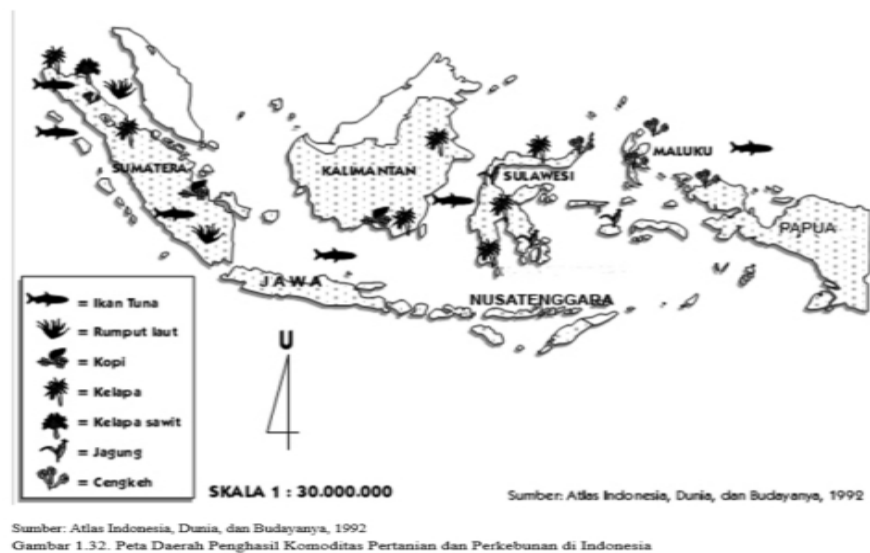 SUMATERA
KALIMANTAN
SULAWESI
MALUKU
PAPUA
JAWA
NUSATENGGARA
= Ikan Tuna
= Rumput laut
= Kopi
= Kelapa
= Kelapa sawit
= Jagung
= Cengkeh
U
SKALA 1 : 30.000.000
Sumber: Atlas Indonesia, Dunia, dan Budayanya, 1992
Sumber: Atlas Indonesia, Dunia, dan Budayanya, 1992
Gambar 1.32. Peta Daerah Penghasil Komoditas Pertanian dan Perkebunan di Indonesia